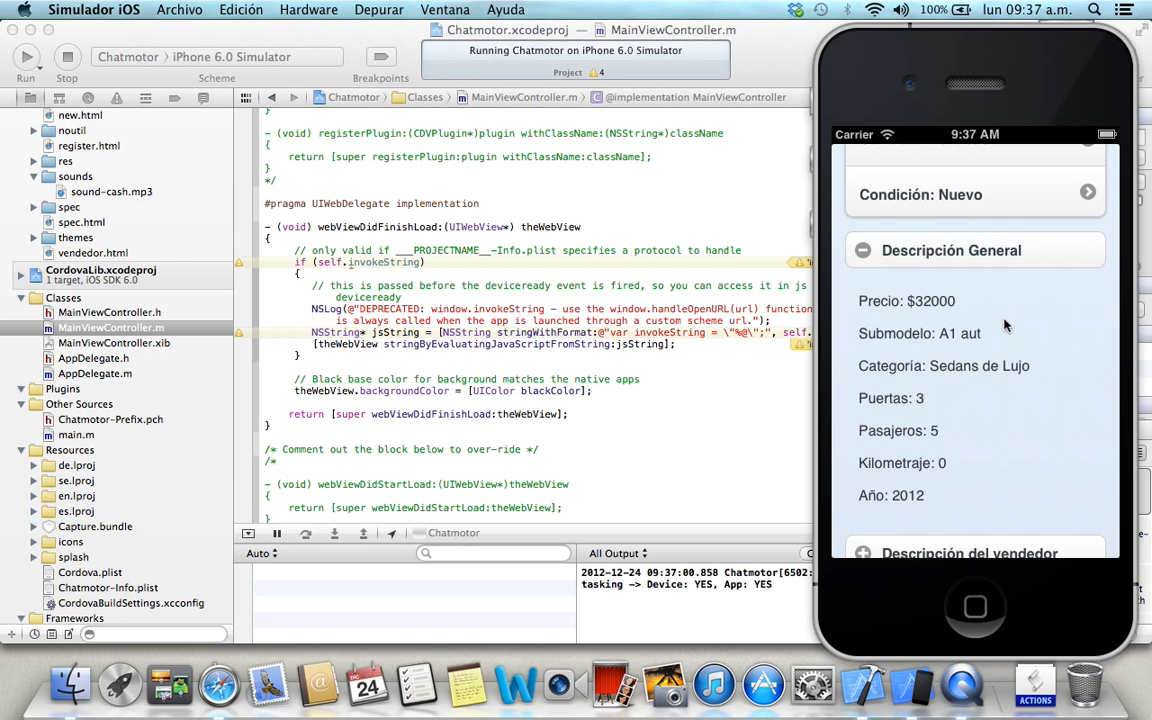 Simulador iOS Archivo Edición Hardware Depurar Ventana Ayuda 100% lun 09:37 a.m.
Chatmotor.xcodeproj — MainViewController.m
Chatmotor iPhone 6.0 Simulator
Running Chatmotor on iPhone 6.0 Simulator
Project 4
Run Stop Scheme Breakpoints
Chatmotor Classes MainViewController.m @implementation MainViewController
new.html
noutil
register.html
res
sounds
sound-cash.mp3
spec
spec.html
themes
vendedor.html
CordovaLib.xcodeproj
1 target, iOS SDK 6.0
Classes
MainViewController.h
MainViewController.m
MainViewController.xib
AppDelegate.h
AppDelegate.m
Plugins
Other Sources
Chatmotor-Prefix.pch
main.m
Resources
de.lproj
se.lproj
en.lproj
es.lproj
Capture.bundle
icons
splash
Cordova.plist
Chatmotor-Info.plist
CordovaBuildSettings.xcconfig
Frameworks
}
- (void) registerPlugin:(CDVPlugin*)plugin withClassName:(NSString*)className
{
return [super registerPlugin:plugin withClassName:className];
}
*/
#pragma UIWebDelegate implementation
- (void) webViewDidFinishLoad:(UIWebView*) theWebView
{
// only valid if ___PROJECTNAME__-Info.plist specifies a protocol to handle
if (self.invokeString)
{
// this is passed before the deviceready event is fired, so you can access it in js
deviceready
NSLog(@"DEPRECATED: window.invokeString - use the window.handleOpenURL(url) function
is always called when the app is launched through a custom scheme url.");
NSString* jsString = [NSString stringWithFormat:@"var invokeString = \"%@\";", self.
[theWebView stringByEvaluatingJavaScriptFromString:jsString];
}
// Black base color for background matches the native apps
theWebView.backgroundColor = [UIColor blackColor];
return [super webViewDidFinishLoad:theWebView];
}
/* Comment out the block below to over-ride */
/*
- (void) webViewDidStartLoad:(UIWebView*)theWebView
{
return [super webViewDidStartLoad:theWebView];
}
Chatmotor
Auto All Output
2012-12-24 09:37:00.858 Chatmotor[6502:
tasking -> Device: YES, App: YES
Carrier 9:37 AM
Condición: Nuevo
Descripción General
Precio: $32000
Submodelo: A1 aut
Categoría: Sedans de Lujo
Puertas: 3
Pasajeros: 5
Kilometraje: 0
Año: 2012
Descripción del vendedor
DEC
24
ACTIONS